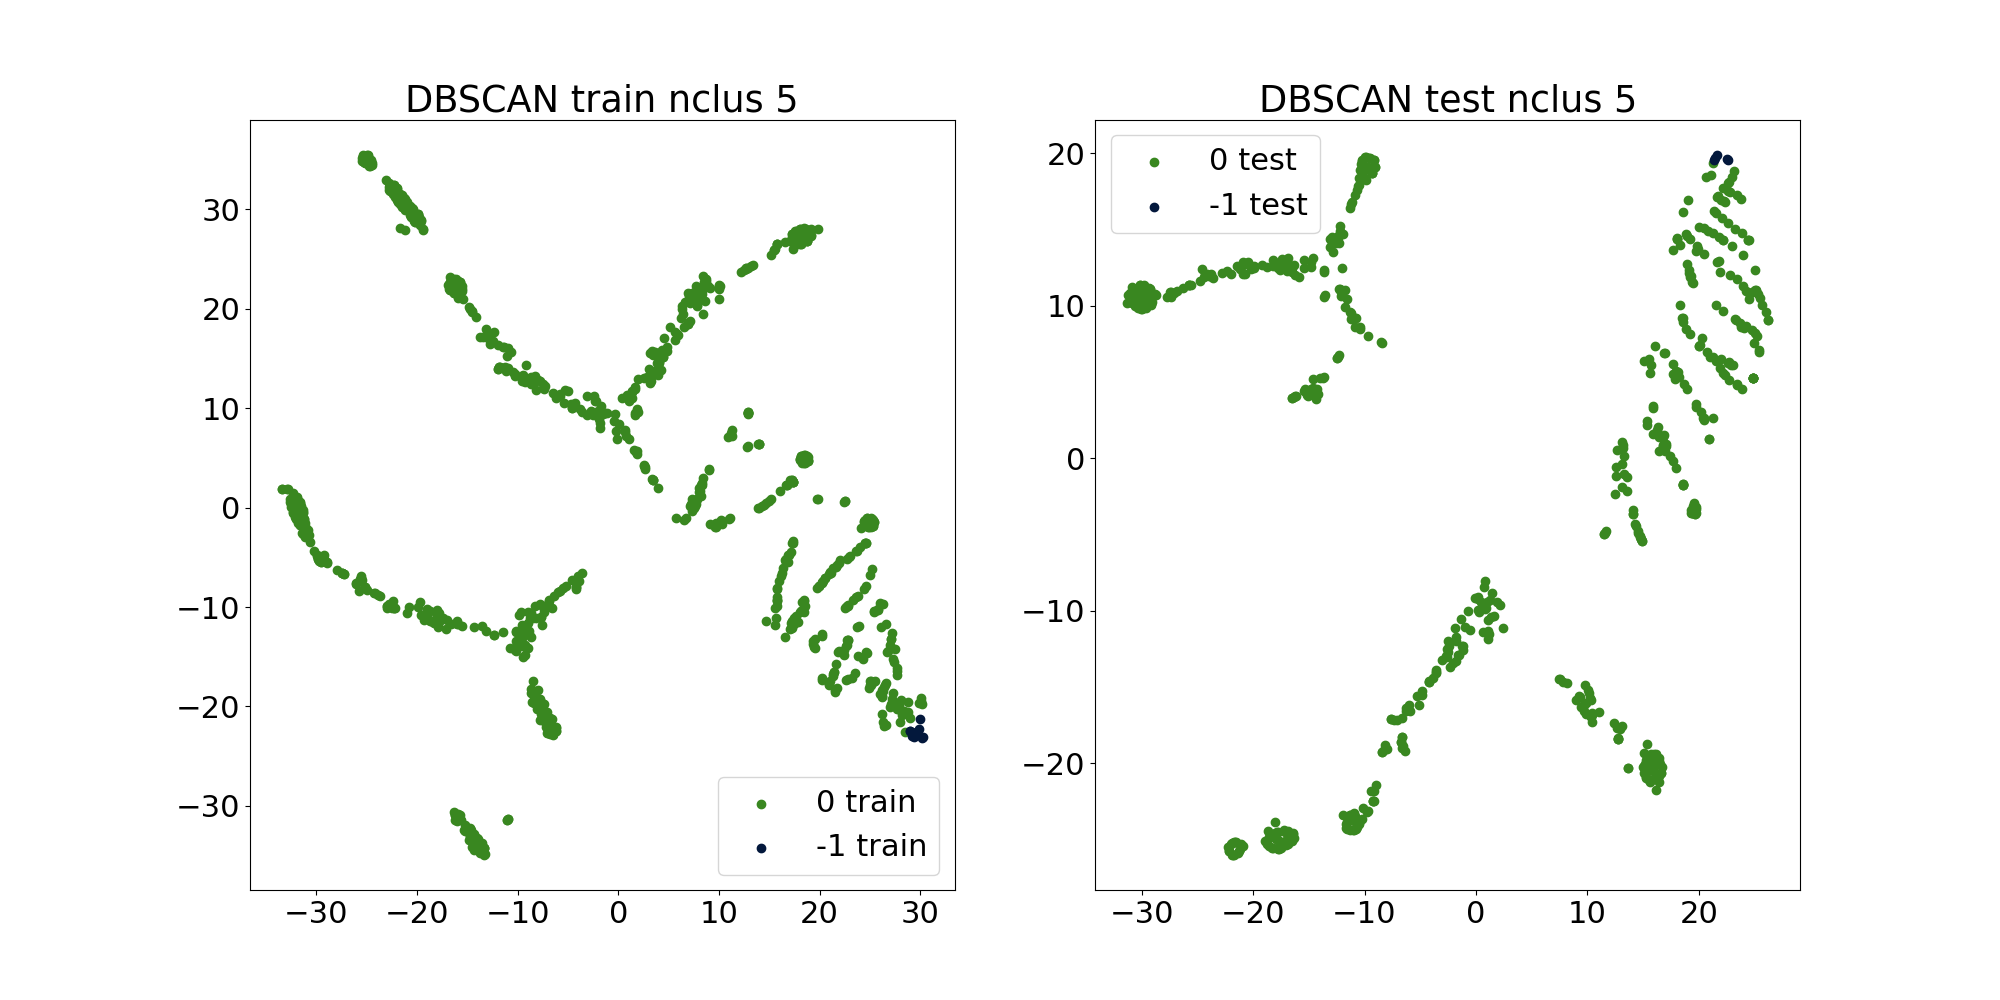 DBSCAN train nclus 5
30
20
10
0
−10
−20
−30
−30 −20 −10 0 10 20 30
0 train
-1 train
DBSCAN test nclus 5
0 test
-1 test
20
10
0
−10
−20
−30 −20 −10 0 10 20